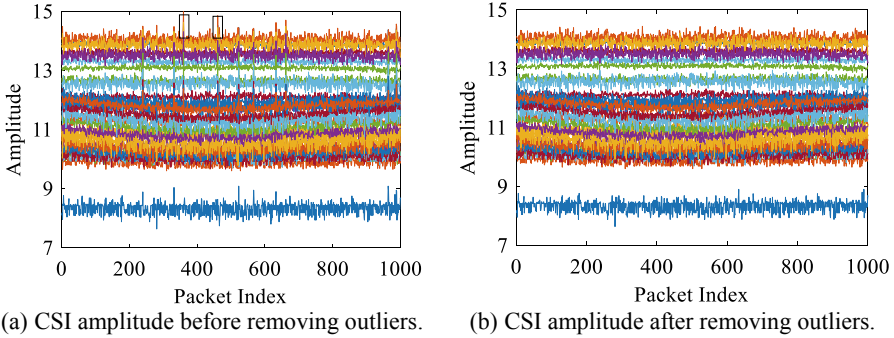 15
13
11
9
7
Amplitude
0 200 400 600 800 1000
Packet Index
(a) CSI amplitude before removing outliers.
15
13
11
9
7
Amplitude
0 200 400 600 800 1000
Packet Index
(b) CSI amplitude after removing outliers.